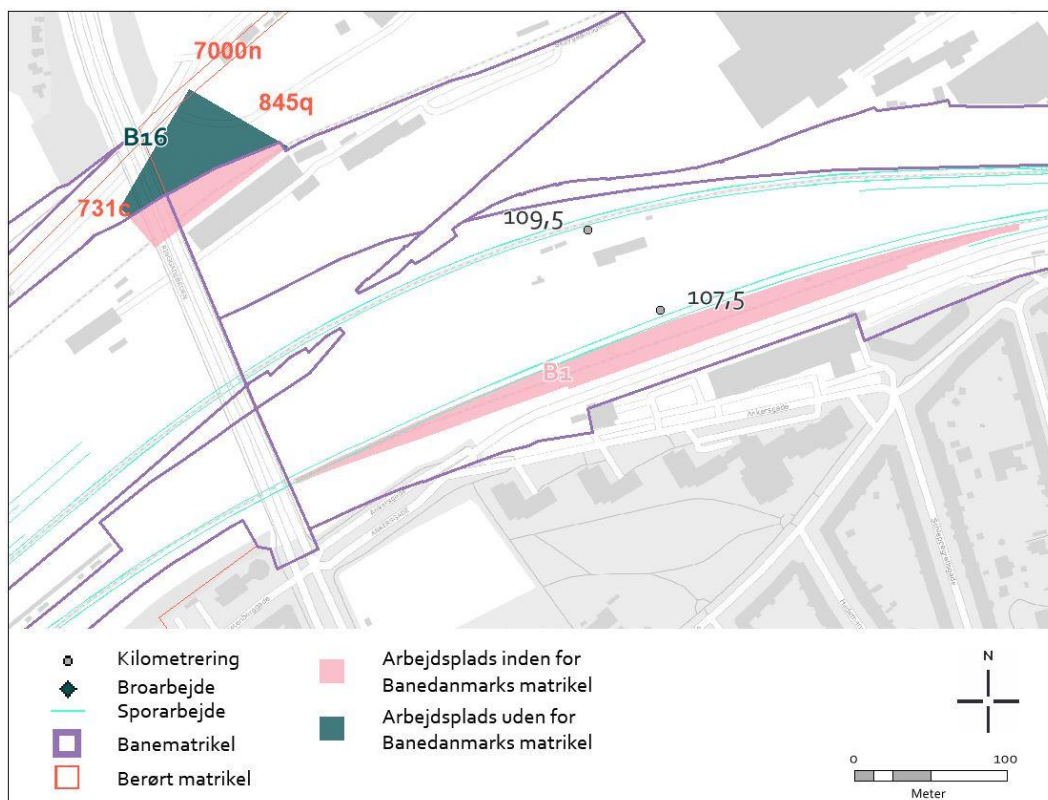 7000n
845q
B16
731c
109,5
107,5
B1
Ankersgade
Ankersgade
Kilometrering
Broarbejde
Sporarbejde
Banematrikel
Berørt matrikel
Arbejdsplads inden for
Banedanmarks matrikel
Arbejdsplads uden for
Banedanmarks matrikel
N
0 100
Meter